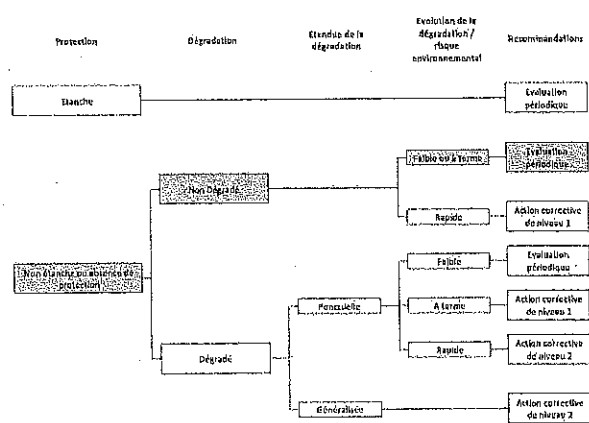 Protection
Dégradation
Etendue de la
dégradation
Evolution de la
dégradation /
risque
environnemental
Recommandations
Etanche
Evaluation
périodique
Non étanche ou absence de
protection
Non Dégradé
Faible ou à terme
Evaluation
périodique
Rapide
Action corrective
de niveau 1
Dégradé
Ponctuelle
Faible
Evaluation
périodique
A terme
Action corrective
de niveau 1
Rapide
Action corrective
de niveau 2
Généralisée
Action corrective
de niveau 2